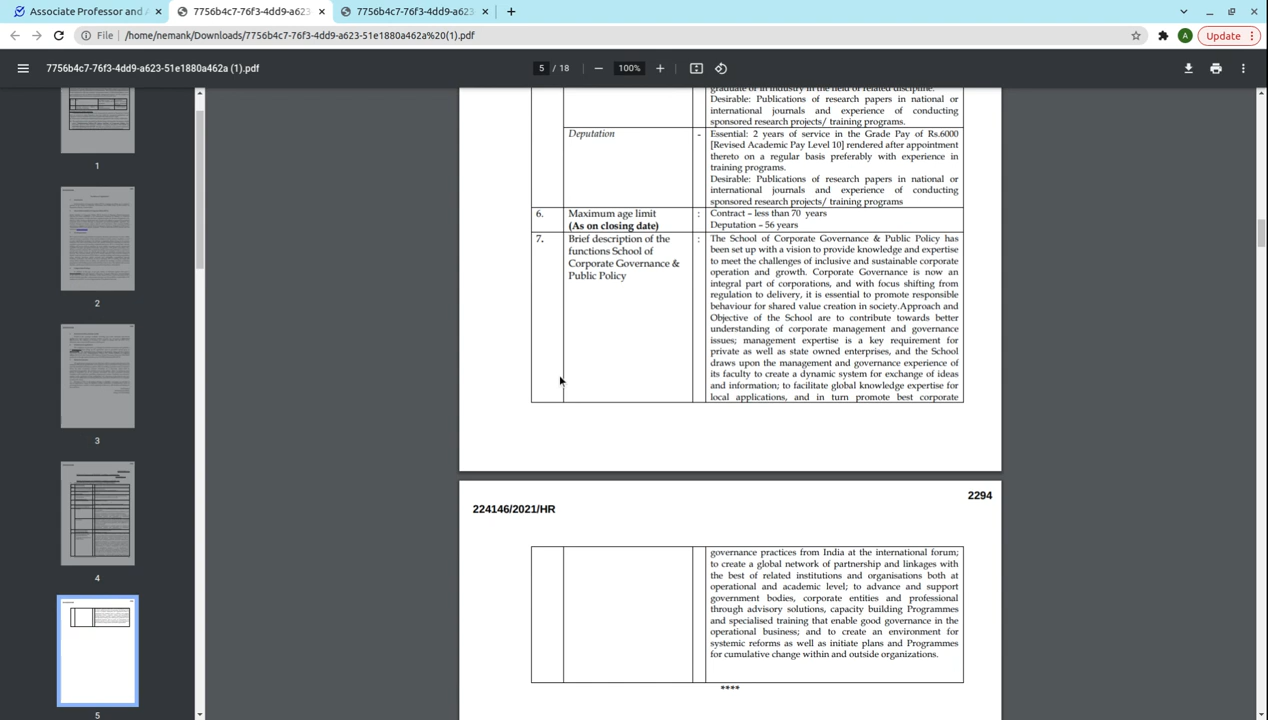 Associate Professor and A
7756b4c7-76f3-4dd9-a623
7756b4c7-76f3-4dd9-a623
File
/home/nemank/Downloads/7756b4c7-76f3-4dd9-a623-51e1880a462a%20(1).pdf
A
Update
7756b4c7-76f3-4dd9-a623-51e1880a462a (1).pdf
5 / 18
100%
1
2
3
4
5
graduate or in industry in the field of related discipline.
Desirable: Publications of research papers in national or
international journals and experience of conducting
sponsored research projects/ training programs.
Deputation
-
Essential: 2 years of service in the Grade Pay of Rs.6000
[Revised Academic Pay Level 10] rendered after appointment
thereto on a regular basis preferably with experience in
training programs.
Desirable: Publications of research papers in national or
international journals and experience of conducting
sponsored research projects/ training programs
6.
Maximum age limit
(As on closing date)
:
Contract – less than 70 years
Deputation – 56 years
7.
Brief description of the
functions School of
Corporate Governance &
Public Policy
:
The School of Corporate Governance & Public Policy has
been set up with a vision to provide knowledge and expertise
to meet the challenges of inclusive and sustainable corporate
operation and growth. Corporate Governance is now an
integral part of corporations, and with focus shifting from
regulation to delivery, it is essential to promote responsible
behaviour for shared value creation in society.Approach and
Objective of the School are to contribute towards better
understanding of corporate management and governance
issues; management expertise is a key requirement for
private as well as state owned enterprises, and the School
draws upon the management and governance experience of
its faculty to create a dynamic system for exchange of ideas
and information; to facilitate global knowledge expertise for
local applications, and in turn promote best corporate
2294
224146/2021/HR
governance practices from India at the international forum;
to create a global network of partnership and linkages with
the best of related institutions and organisations both at
operational and academic level; to advance and support
government bodies, corporate entities and professional
through advisory solutions, capacity building Programmes
and specialised training that enable good governance in the
operational business; and to create an environment for
systemic reforms as well as initiate plans and Programmes
for cumulative change within and outside organizations.
****